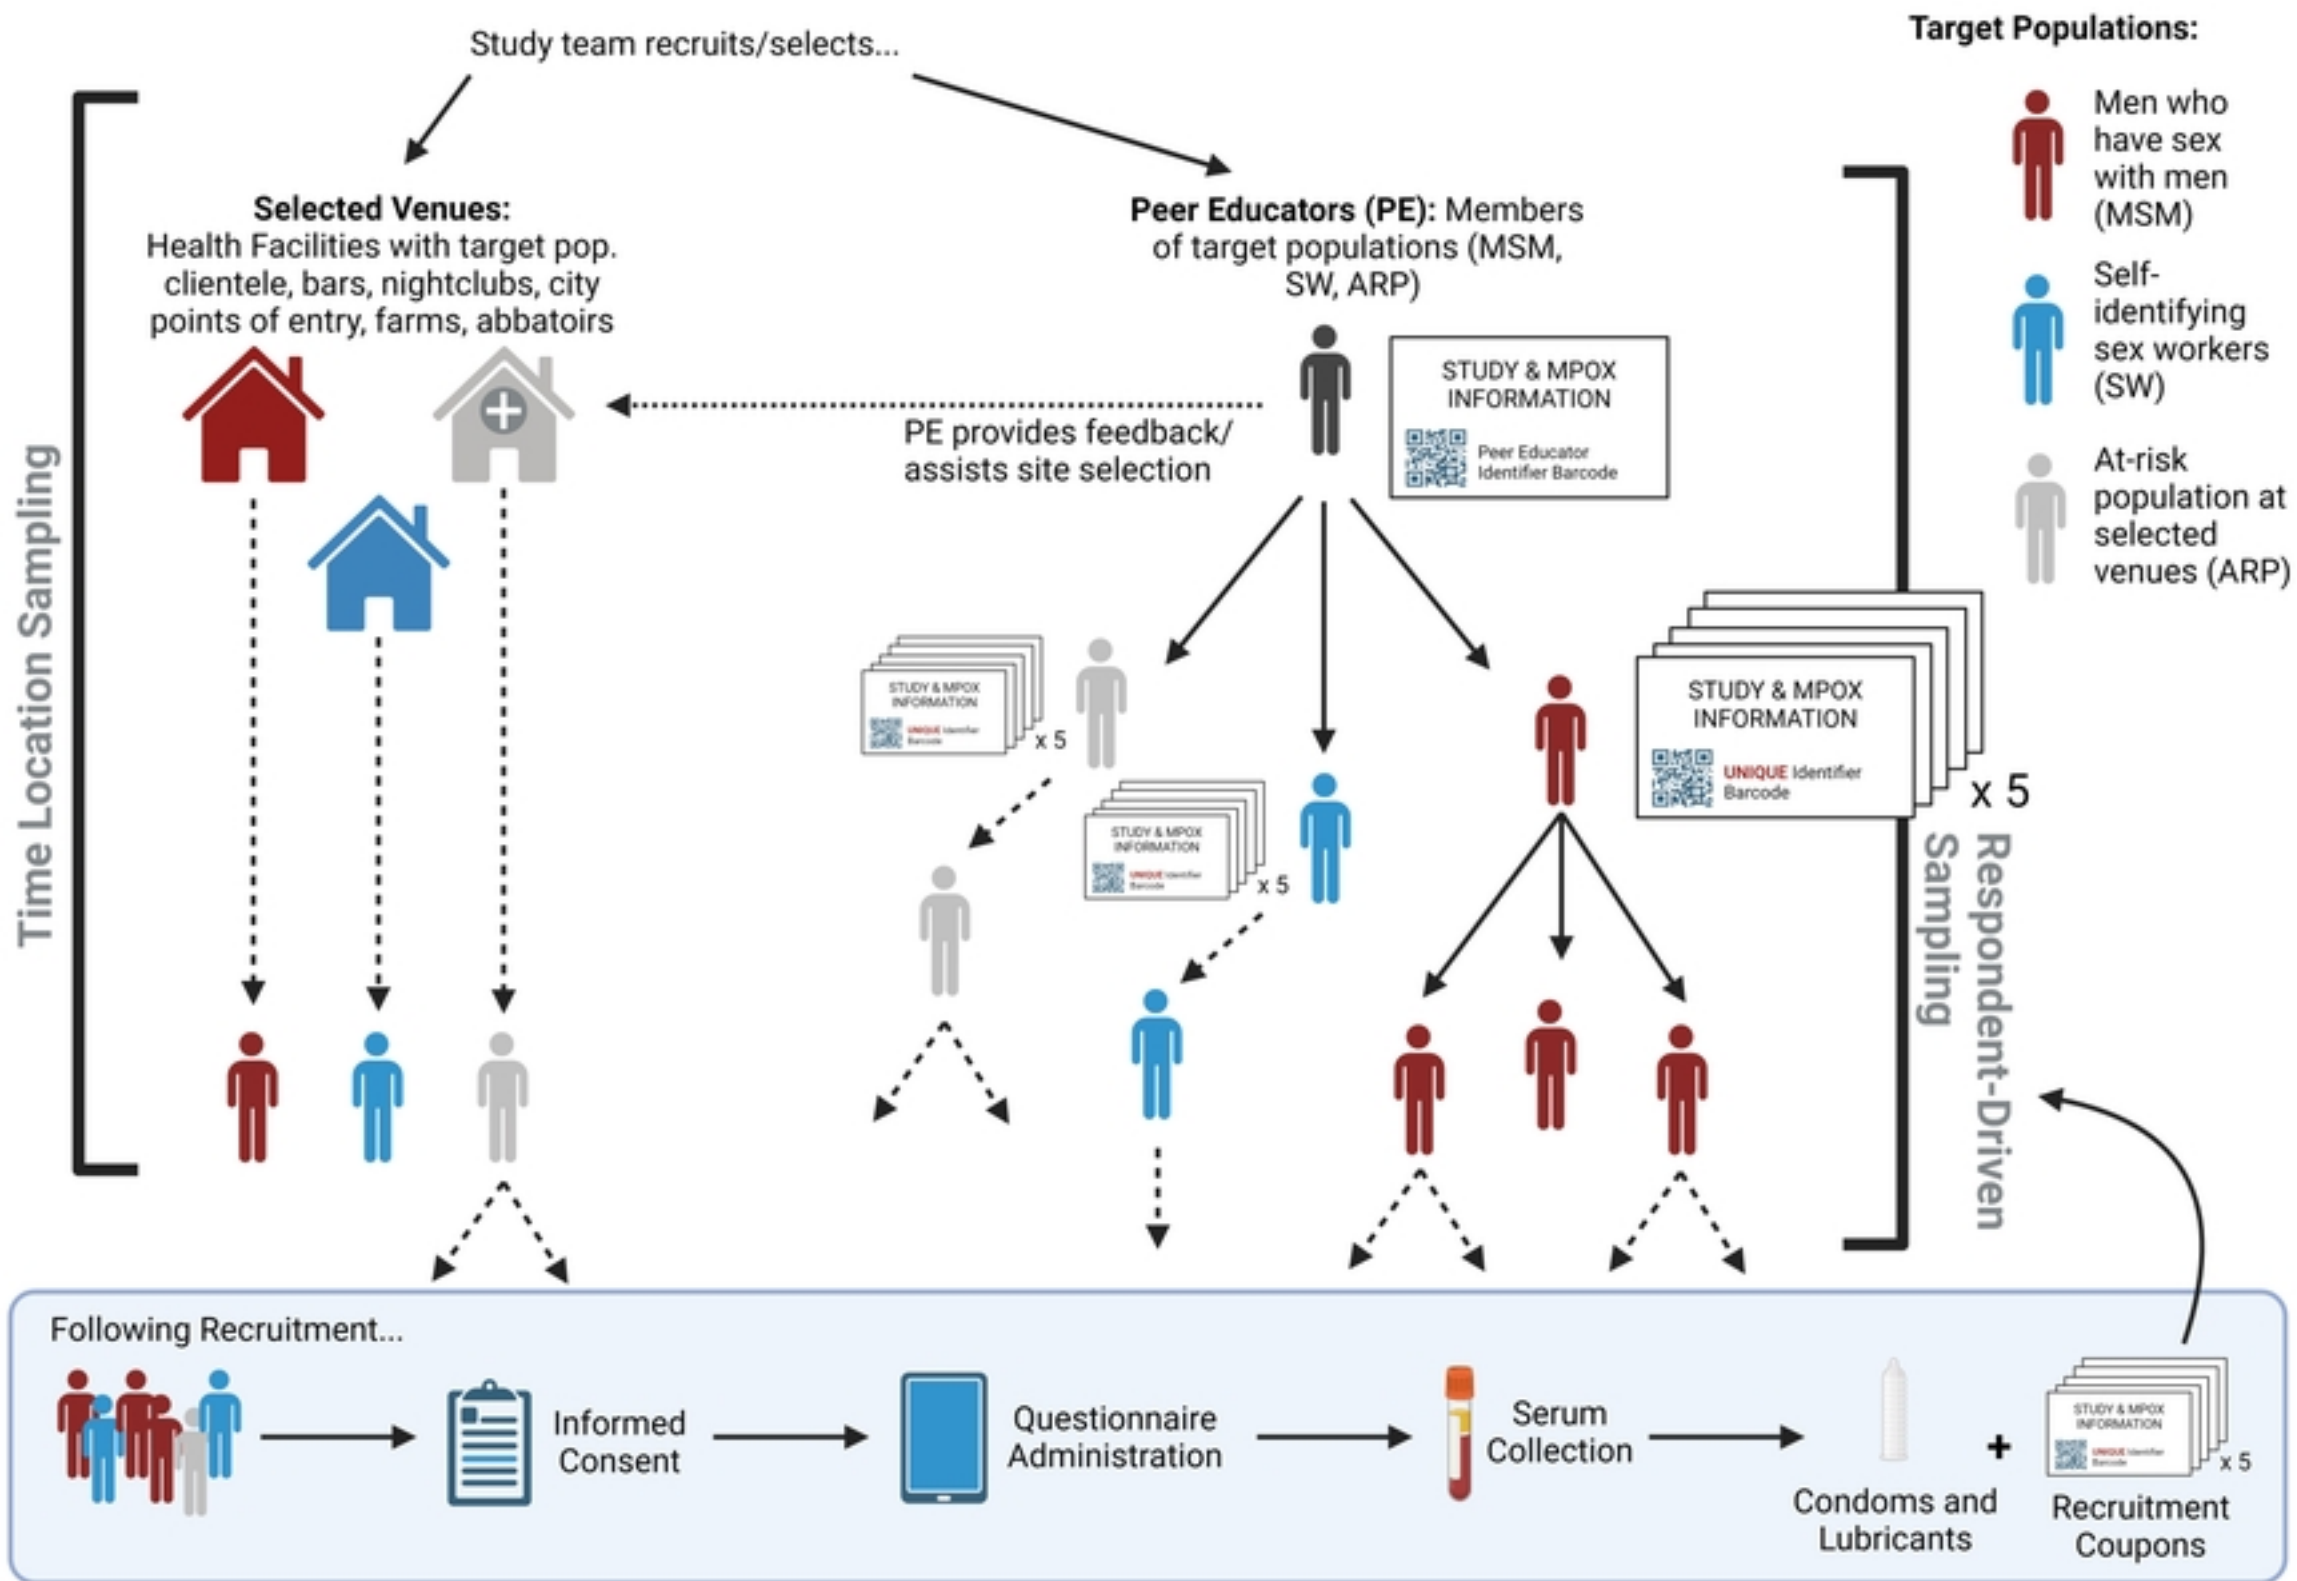 Study team recruits/selects...
Target Populations:
Men who
have sex
with men
(MSM)
Self-
identifying
sex workers
(SW)
At-risk
population at
selected
venues (ARP)
Time Location Sampling
Selected Venues:
Health Facilities with target pop.
clientele, bars, nightclubs, city
points of entry, farms, abbatoirs
Peer Educators (PE): Members
of target populations (MSM,
SW, ARP)
STUDY & MPOX
INFORMATION
Peer Educator
Identifier Barcode
PE provides feedback/
assists site selection
STUDY & MPOX
INFORMATION
UNIQUE Identifier
Barcode
x 5
STUDY & MPOX
INFORMATION
UNIQUE Identifier
Barcode
x 5
STUDY & MPOX
INFORMATION
UNIQUE Identifier
Barcode
x 5
Respondent-Driven
Sampling
Following Recruitment...
Informed
Consent
Questionnaire
Administration
Serum
Collection
Condoms and
Lubricants
+
STUDY & MPOX
INFORMATION
UNIQUE Identifier
Barcode
x 5
Recruitment
Coupons